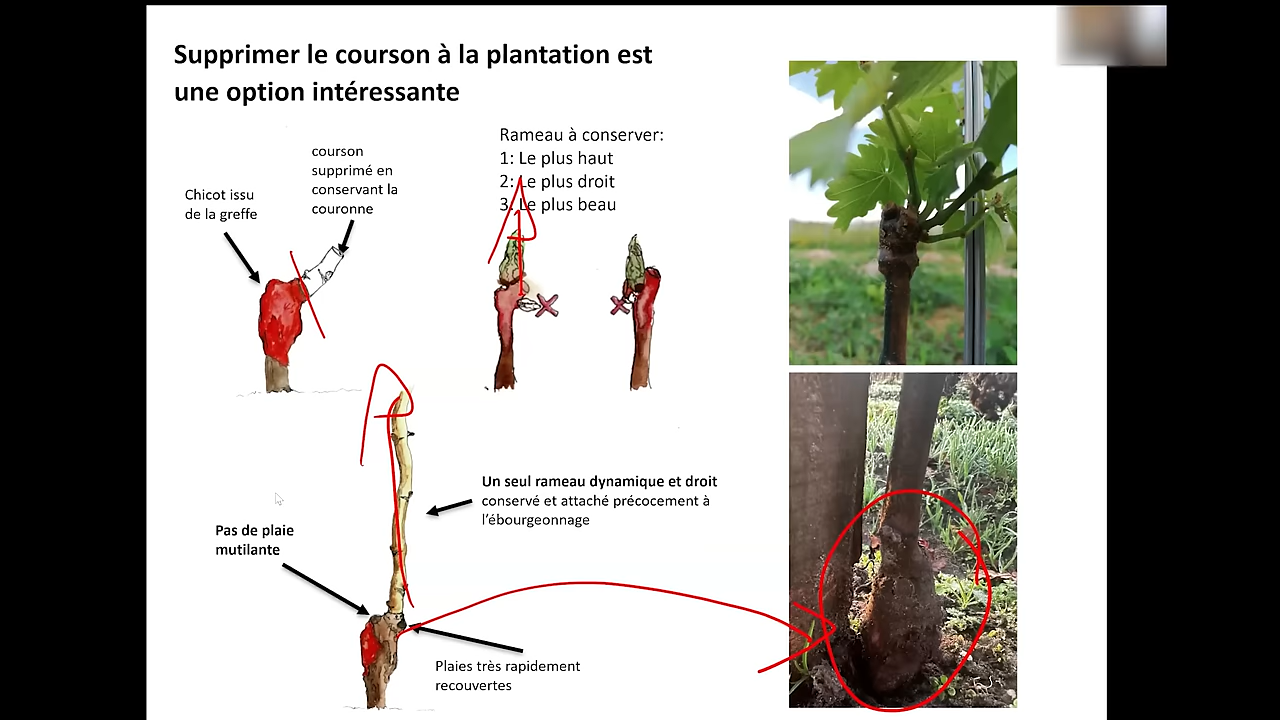 Supprimer le courson à la plantation est
une option intéressante
courson
supprimé en
conservant la
couronne
Chicot issu
de la greffe
Rameau à conserver:
1: Le plus haut
2: Le plus droit
3: Le plus beau
Un seul rameau dynamique et droit
conservé et attaché précocement à
l'ébourgeonnage
Pas de plaie
mutilante
Plaies très rapidement
recouvertes